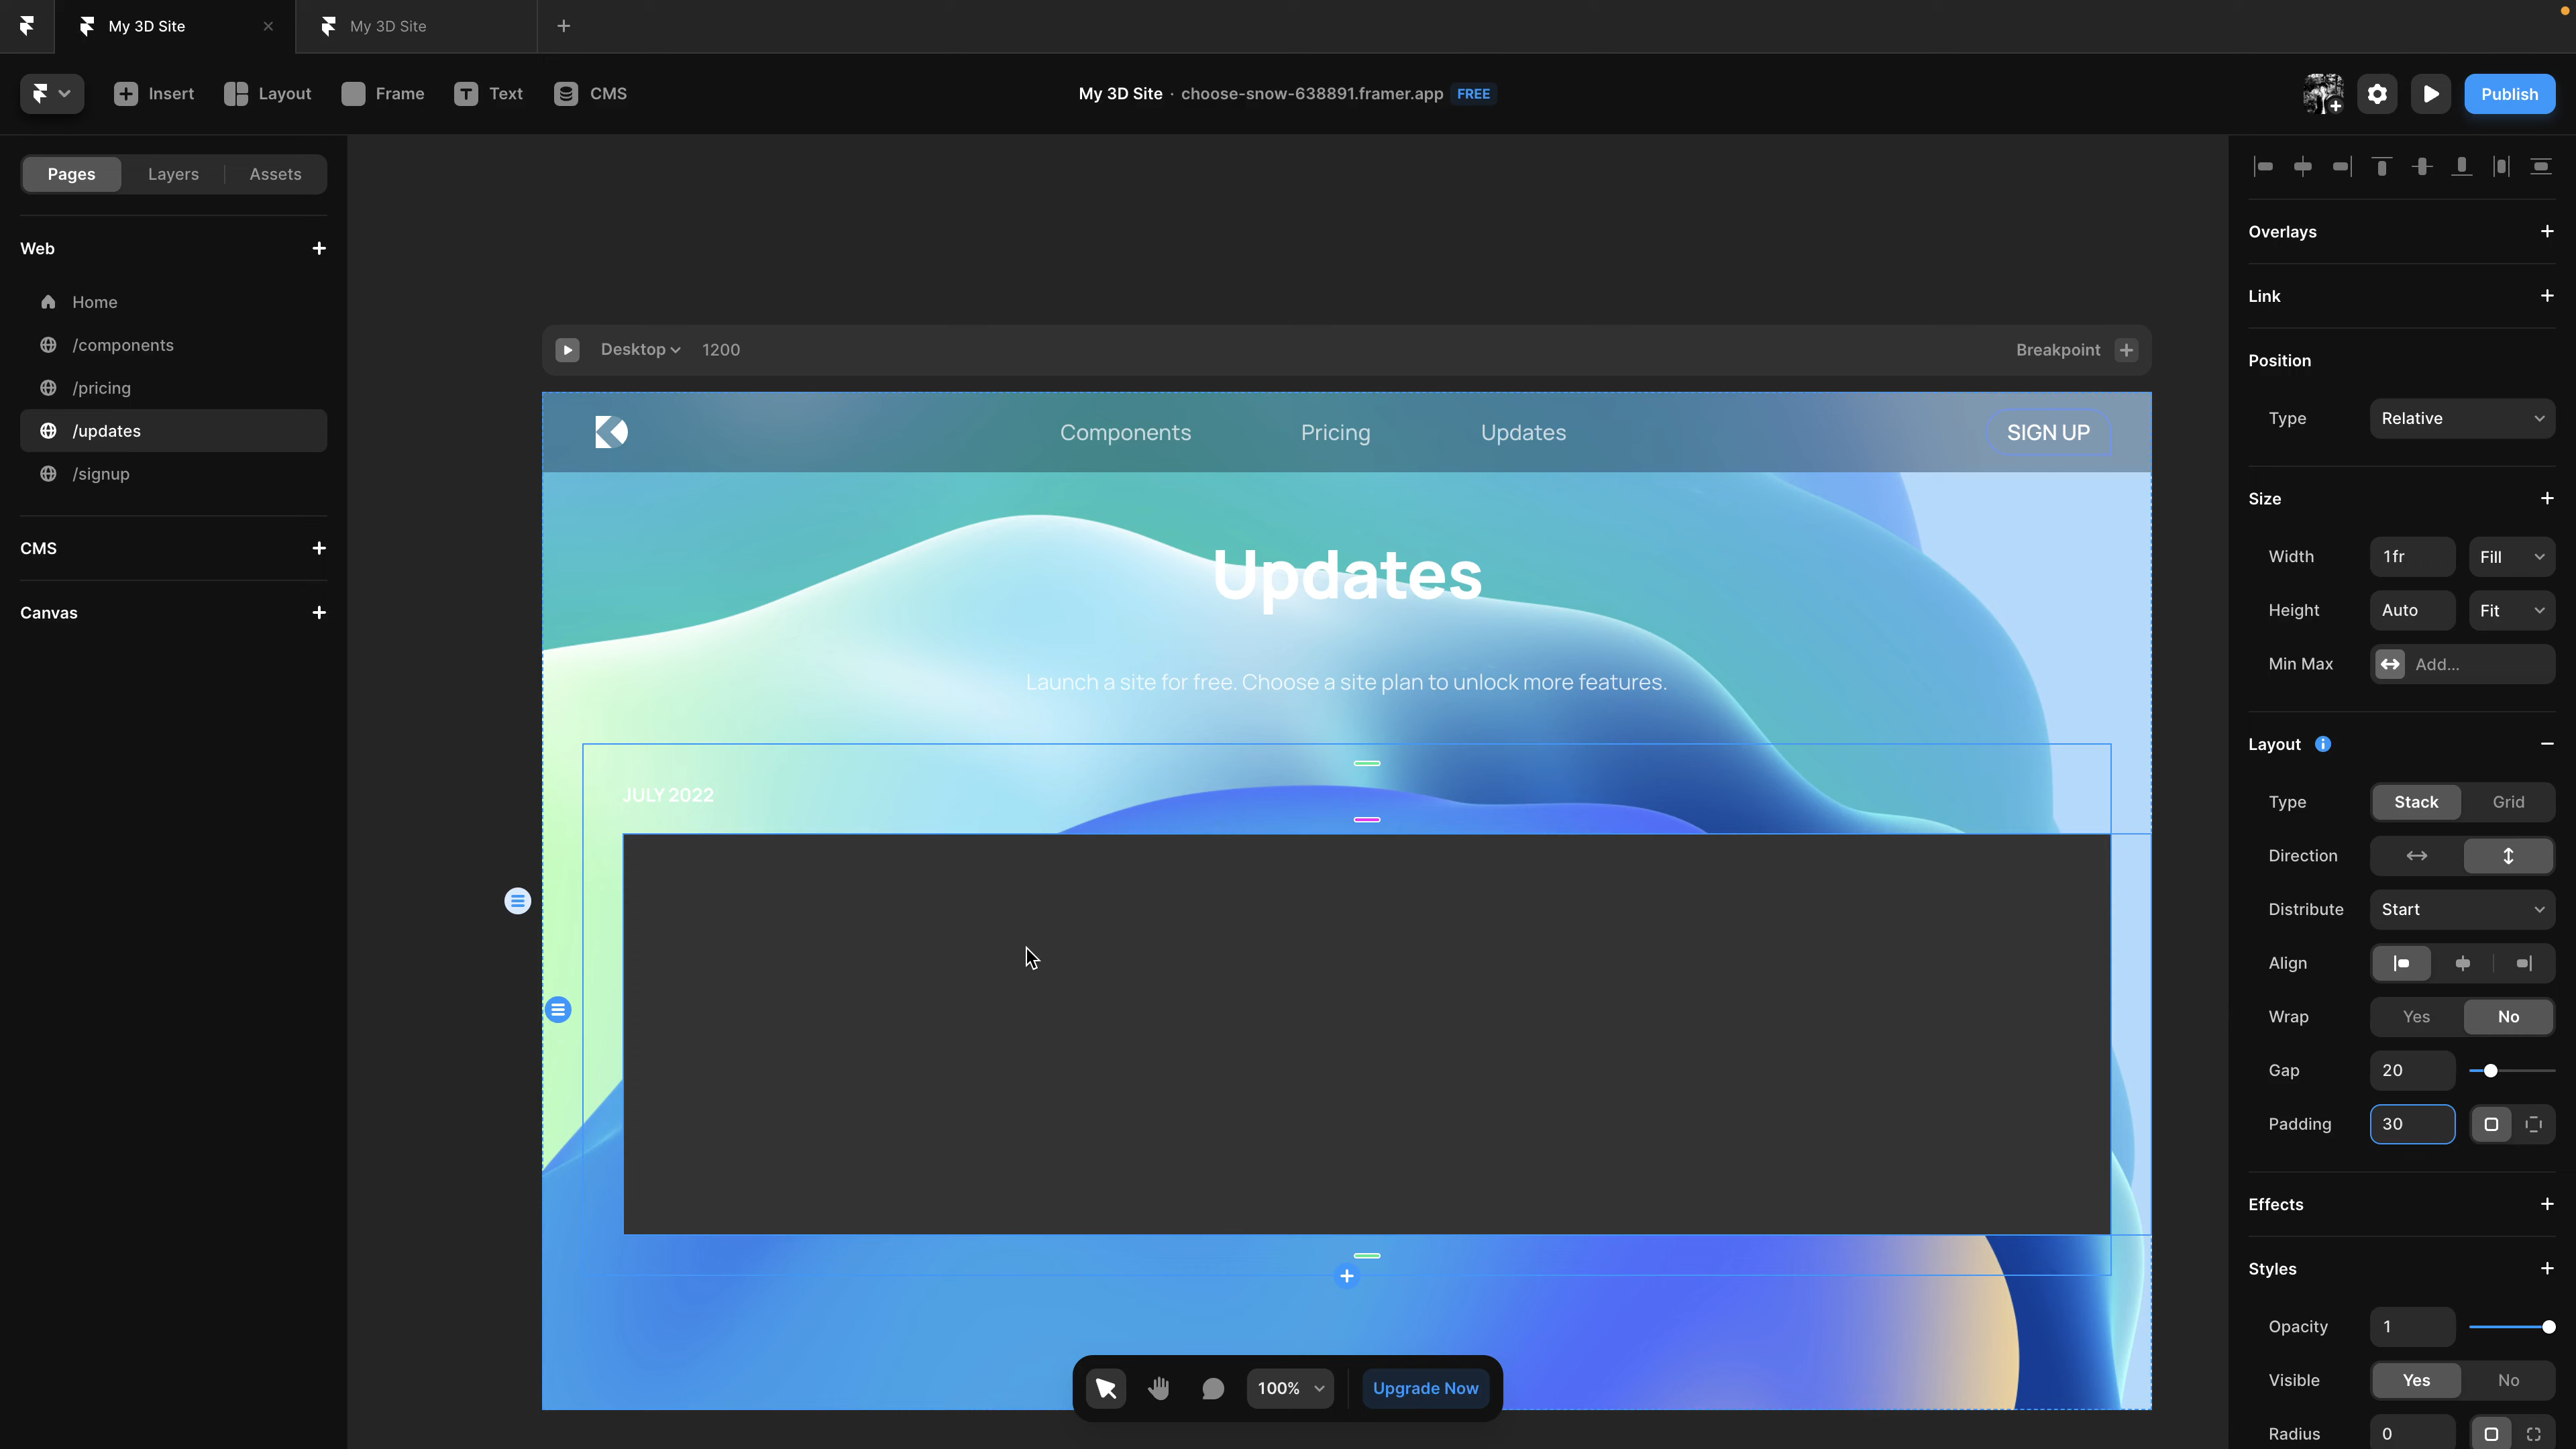 My 3D Site
My 3D Site
Insert
Layout
Frame
Text
CMS
My 3D Site · choose-snow-638891.framer.app FREE
Publish
Pages
Layers
Assets
Web
Home
/components
/pricing
/updates
/signup
CMS
Canvas
Desktop
1200
Breakpoint
Components
Pricing
Updates
SIGN UP
Updates
Launch a site for free. Choose a site plan to unlock more features.
JULY 2022
100%
Upgrade Now
Overlays
Link
Position
Type
Relative
Size
Width
1fr
Fill
Height
Auto
Fit
Min Max
Add...
Layout
Type
Stack
Grid
Direction
Distribute
Start
Align
Wrap
Yes
No
Gap
20
Padding
30
Effects
Styles
Opacity
1
Visible
Yes
No
Radius
0